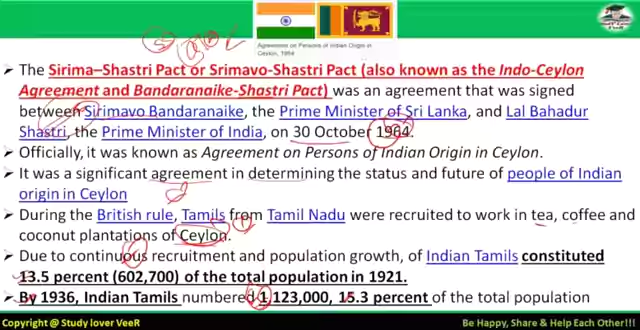 Agreement on Persons of Indian Origin in
Ceylon, 1964
➢ The Sirima–Shastri Pact or Srimavo-Shastri Pact (also known as the Indo-Ceylon
Agreement and Bandaranaike-Shastri Pact) was an agreement that was signed
between Sirimavo Bandaranaike, the Prime Minister of Sri Lanka, and Lal Bahadur
Shastri, the Prime Minister of India, on 30 October 1964.
➢ Officially, it was known as Agreement on Persons of Indian Origin in Ceylon.
➢ It was a significant agreement in determining the status and future of people of Indian
origin in Ceylon
➢ During the British rule, Tamils from Tamil Nadu were recruited to work in tea, coffee and
coconut plantations of Ceylon.
➢ Due to continuous recruitment and population growth, of Indian Tamils constituted
13.5 percent (602,700) of the total population in 1921.
➢ By 1936, Indian Tamils numbered 1,123,000, 15.3 percent of the total population
Copyright @ Study lover VeeR
Be Happy, Share & Help Each Other!!!